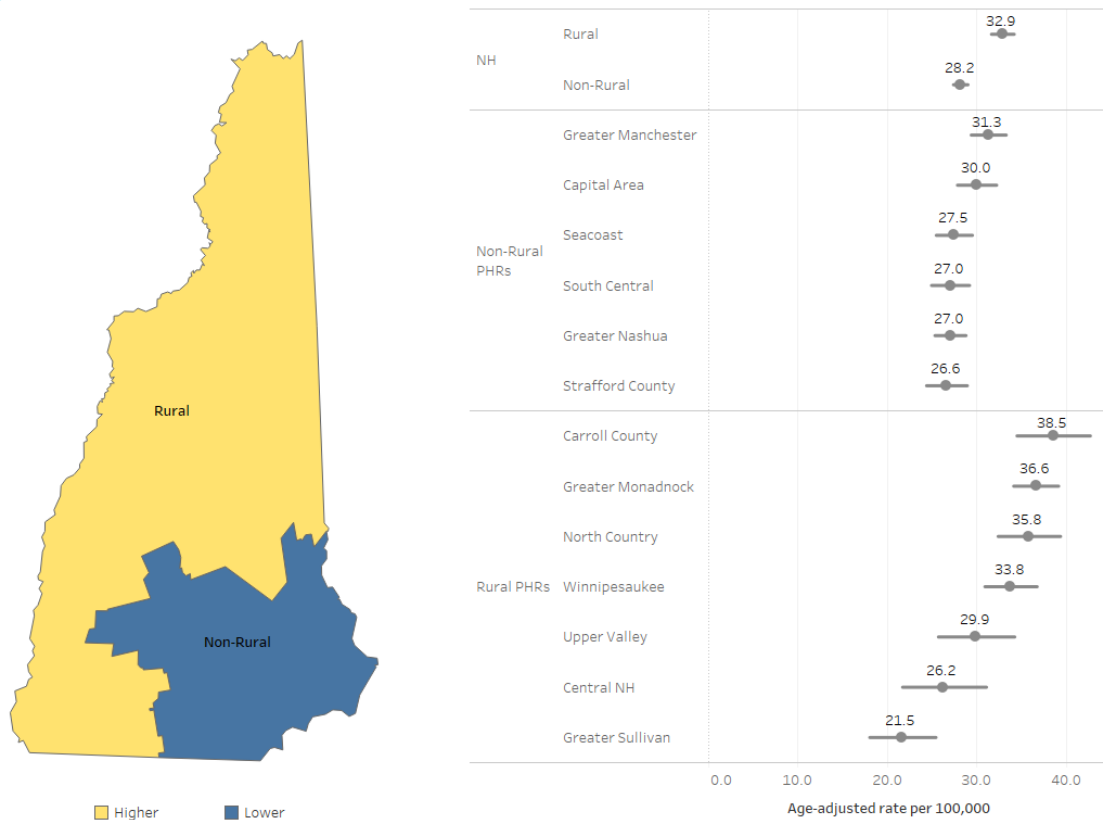 Rural
Non-Rural
Higher
Lower
NH
Rural
32.9
Non-Rural
28.2
Non-Rural
PHRs
Greater Manchester
31.3
Capital Area
30.0
Seacoast
27.5
South Central
27.0
Greater Nashua
27.0
Strafford County
26.6
Rural PHRs
Carroll County
38.5
Greater Monadnock
36.6
North Country
35.8
Winnipesaukee
33.8
Upper Valley
29.9
Central NH
26.2
Greater Sullivan
21.5
0.0 10.0 20.0 30.0 40.0
Age-adjusted rate per 100,000